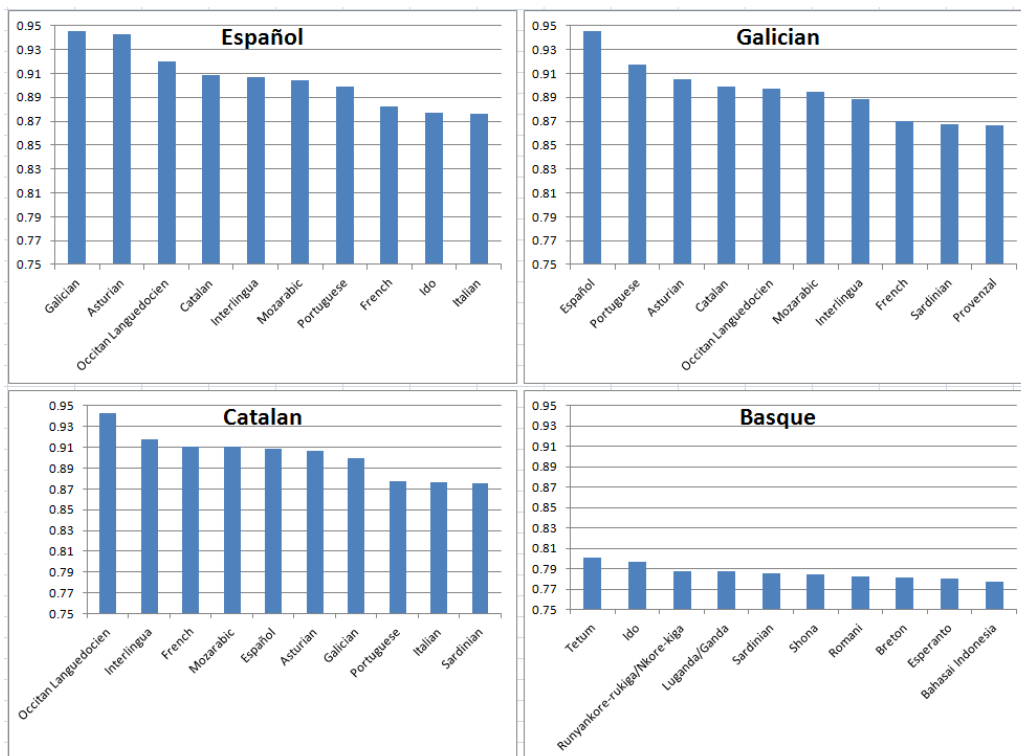 Español
0.95
0.93
0.91
0.89
0.87
0.85
0.83
0.81
0.79
0.77
0.75
Galician
Asturian
Occitan Languedocien
Catalan
Interlingua
Mozarabic
Portuguese
French
Ido
Italian
Galician
0.95
0.93
0.91
0.89
0.87
0.85
0.83
0.81
0.79
0.77
0.75
Español
Portuguese
Asturian
Catalan
Occitan Languedocien
Mozarabic
Interlingua
French
Sardinian
Provenzal
Catalan
0.95
0.93
0.91
0.89
0.87
0.85
0.83
0.81
0.79
0.77
0.75
Occitan Languedocien
Interlingua
French
Mozarabic
Español
Asturian
Galician
Portuguese
Italian
Sardinian
Basque
0.95
0.93
0.91
0.89
0.87
0.85
0.83
0.81
0.79
0.77
0.75
Tetum
Ido
Runyankore-rukiga/Nkore-kiga
Luganda/Ganda
Sardinian
Shona
Romani
Breton
Esperanto
Bahasai Indonesia